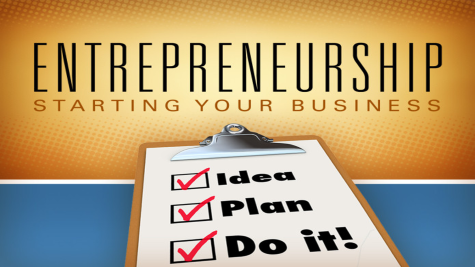 ENTREPRENEURSHIP
STARTING YOUR BUSINESS
Idea
Plan
Do it!